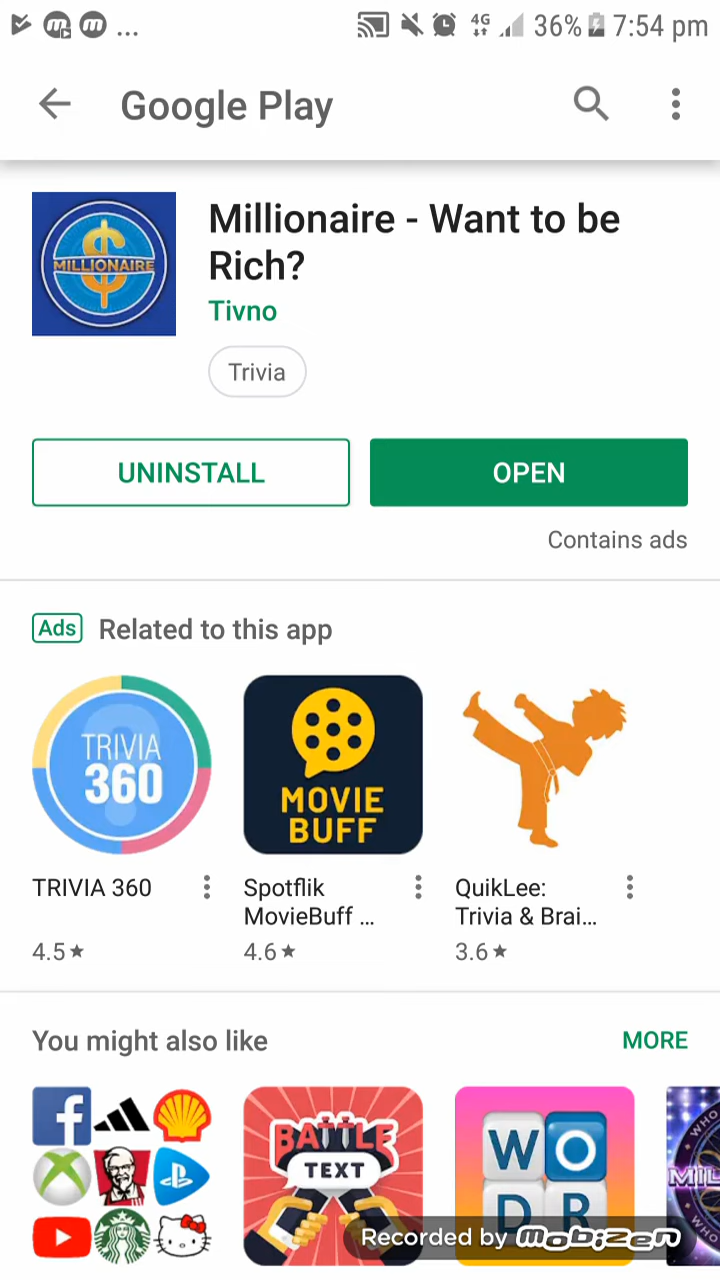 ... 4G 36% 7:54 pm
Google Play
MILLIONAIRE
Millionaire - Want to be
Rich?
Tivno
Trivia
UNINSTALL
OPEN
Contains ads
Ads Related to this app
TRIVIA
360
MOVIE
BUFF
TRIVIA 360
Spotflik
MovieBuff ...
QuikLee:
Trivia & Brai...
4.5★
4.6★
3.6★
You might also like
MORE
BATTLE
TEXT
W O
D R
Recorded by mobizen